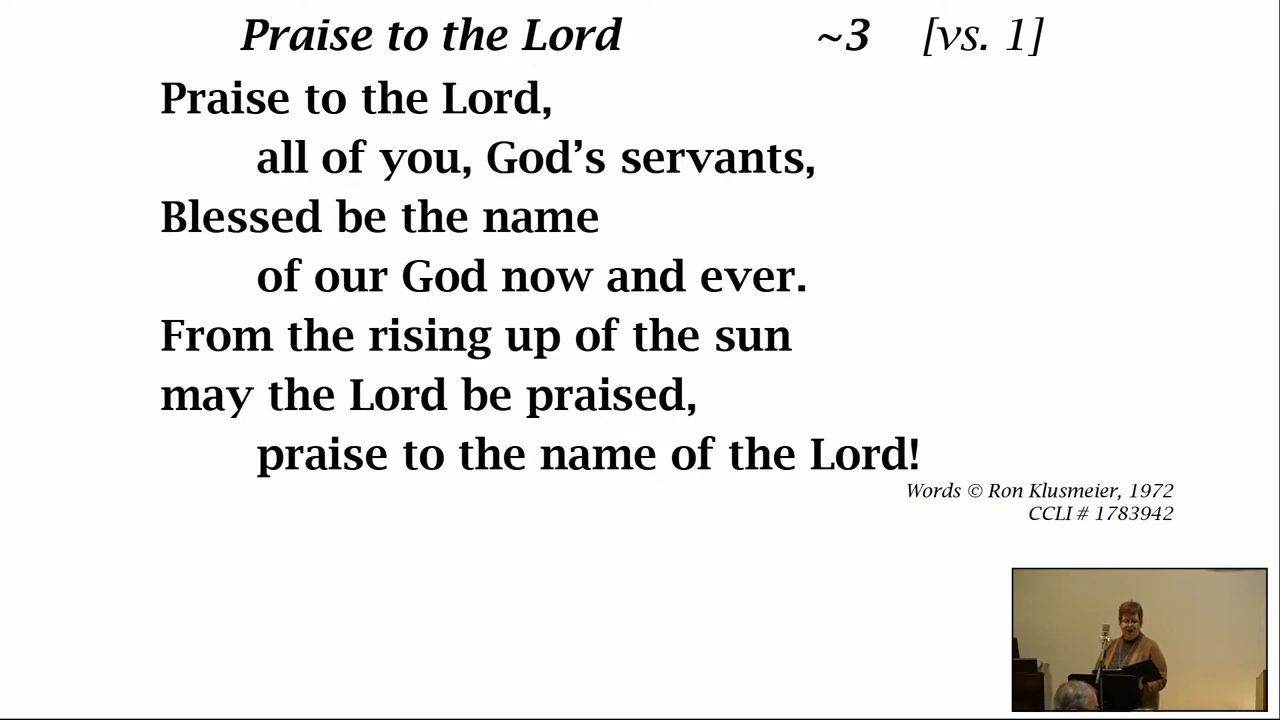 Praise to the Lord ~3 [vs. 1]
Praise to the Lord,
all of you, God’s servants,
Blessed be the name
of our God now and ever.
From the rising up of the sun
may the Lord be praised,
praise to the name of the Lord!
Words © Ron Klusmeier, 1972
CCLI # 1783942